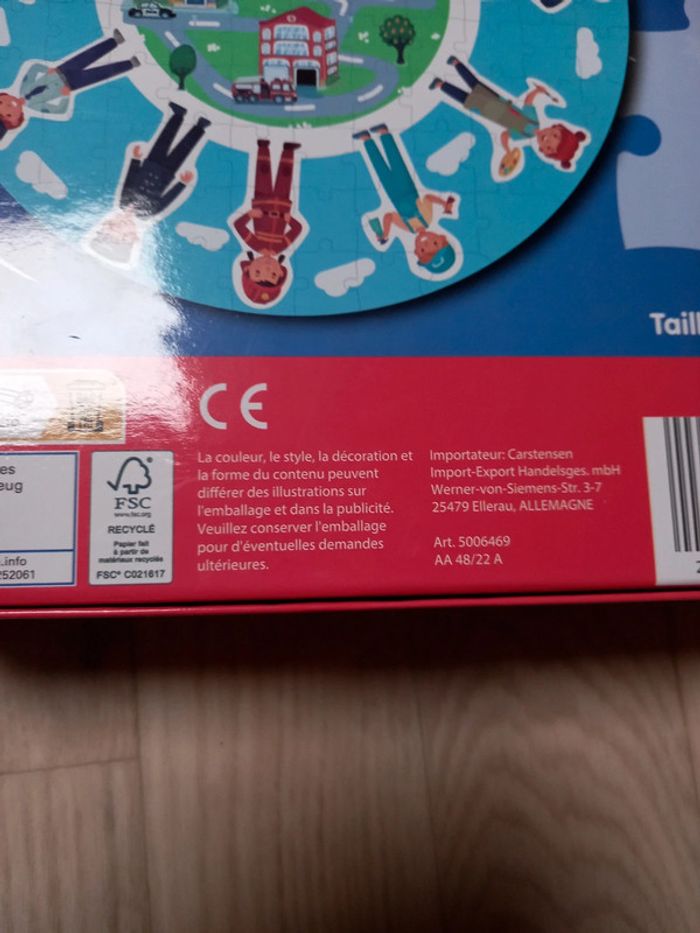 Taill
CE
es
eug
.info
252061
FSC
www.fsc.org
RECYCLÉ
Papier fait
à partir de
matériaux recyclés
FSC® C021617
La couleur, le style, la décoration et
la forme du contenu peuvent
différer des illustrations sur
l'emballage et dans la publicité.
Veuillez conserver l'emballage
pour d'éventuelles demandes
ultérieures.
Importateur: Carstensen
Import-Export Handelsges. mbH
Werner-von-Siemens-Str. 3-7
25479 Ellerau, ALLEMAGNE
Art. 5006469
AA 48/22 A
2